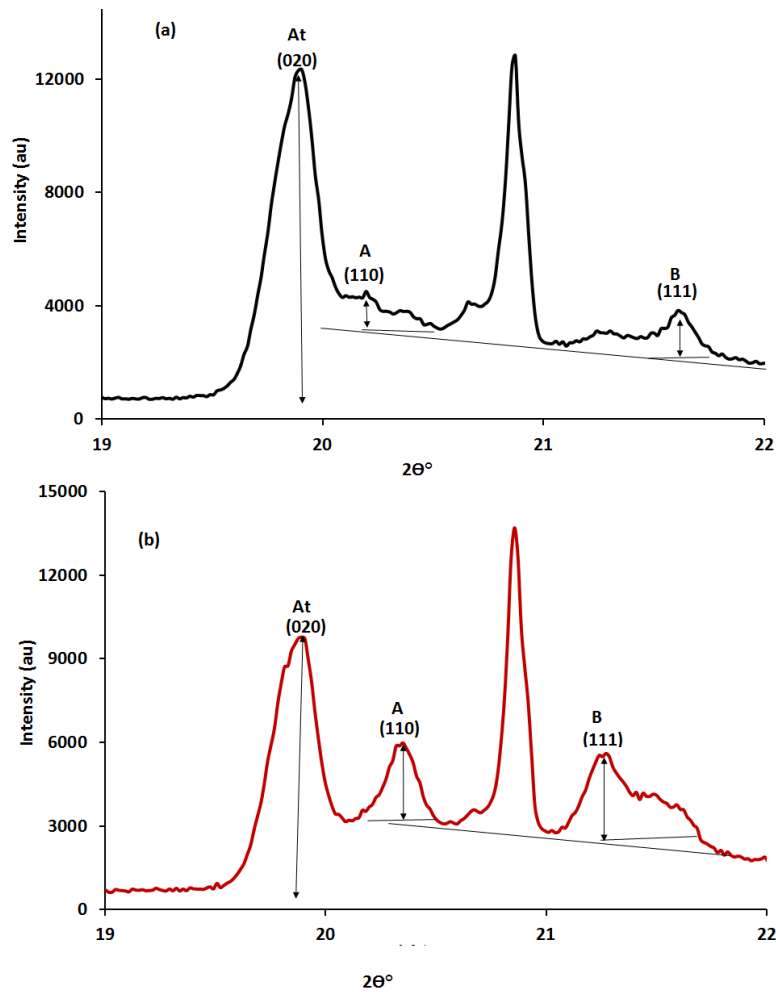 (a)
At
(020)
A
(110)
B
(111)
Intensity (au)
12000
8000
4000
0
19
20
21
22
2ϴ°
(b)
At
(020)
A
(110)
B
(111)
Intensity (au)
15000
12000
9000
6000
3000
0
19
20
21
22
2ϴ°